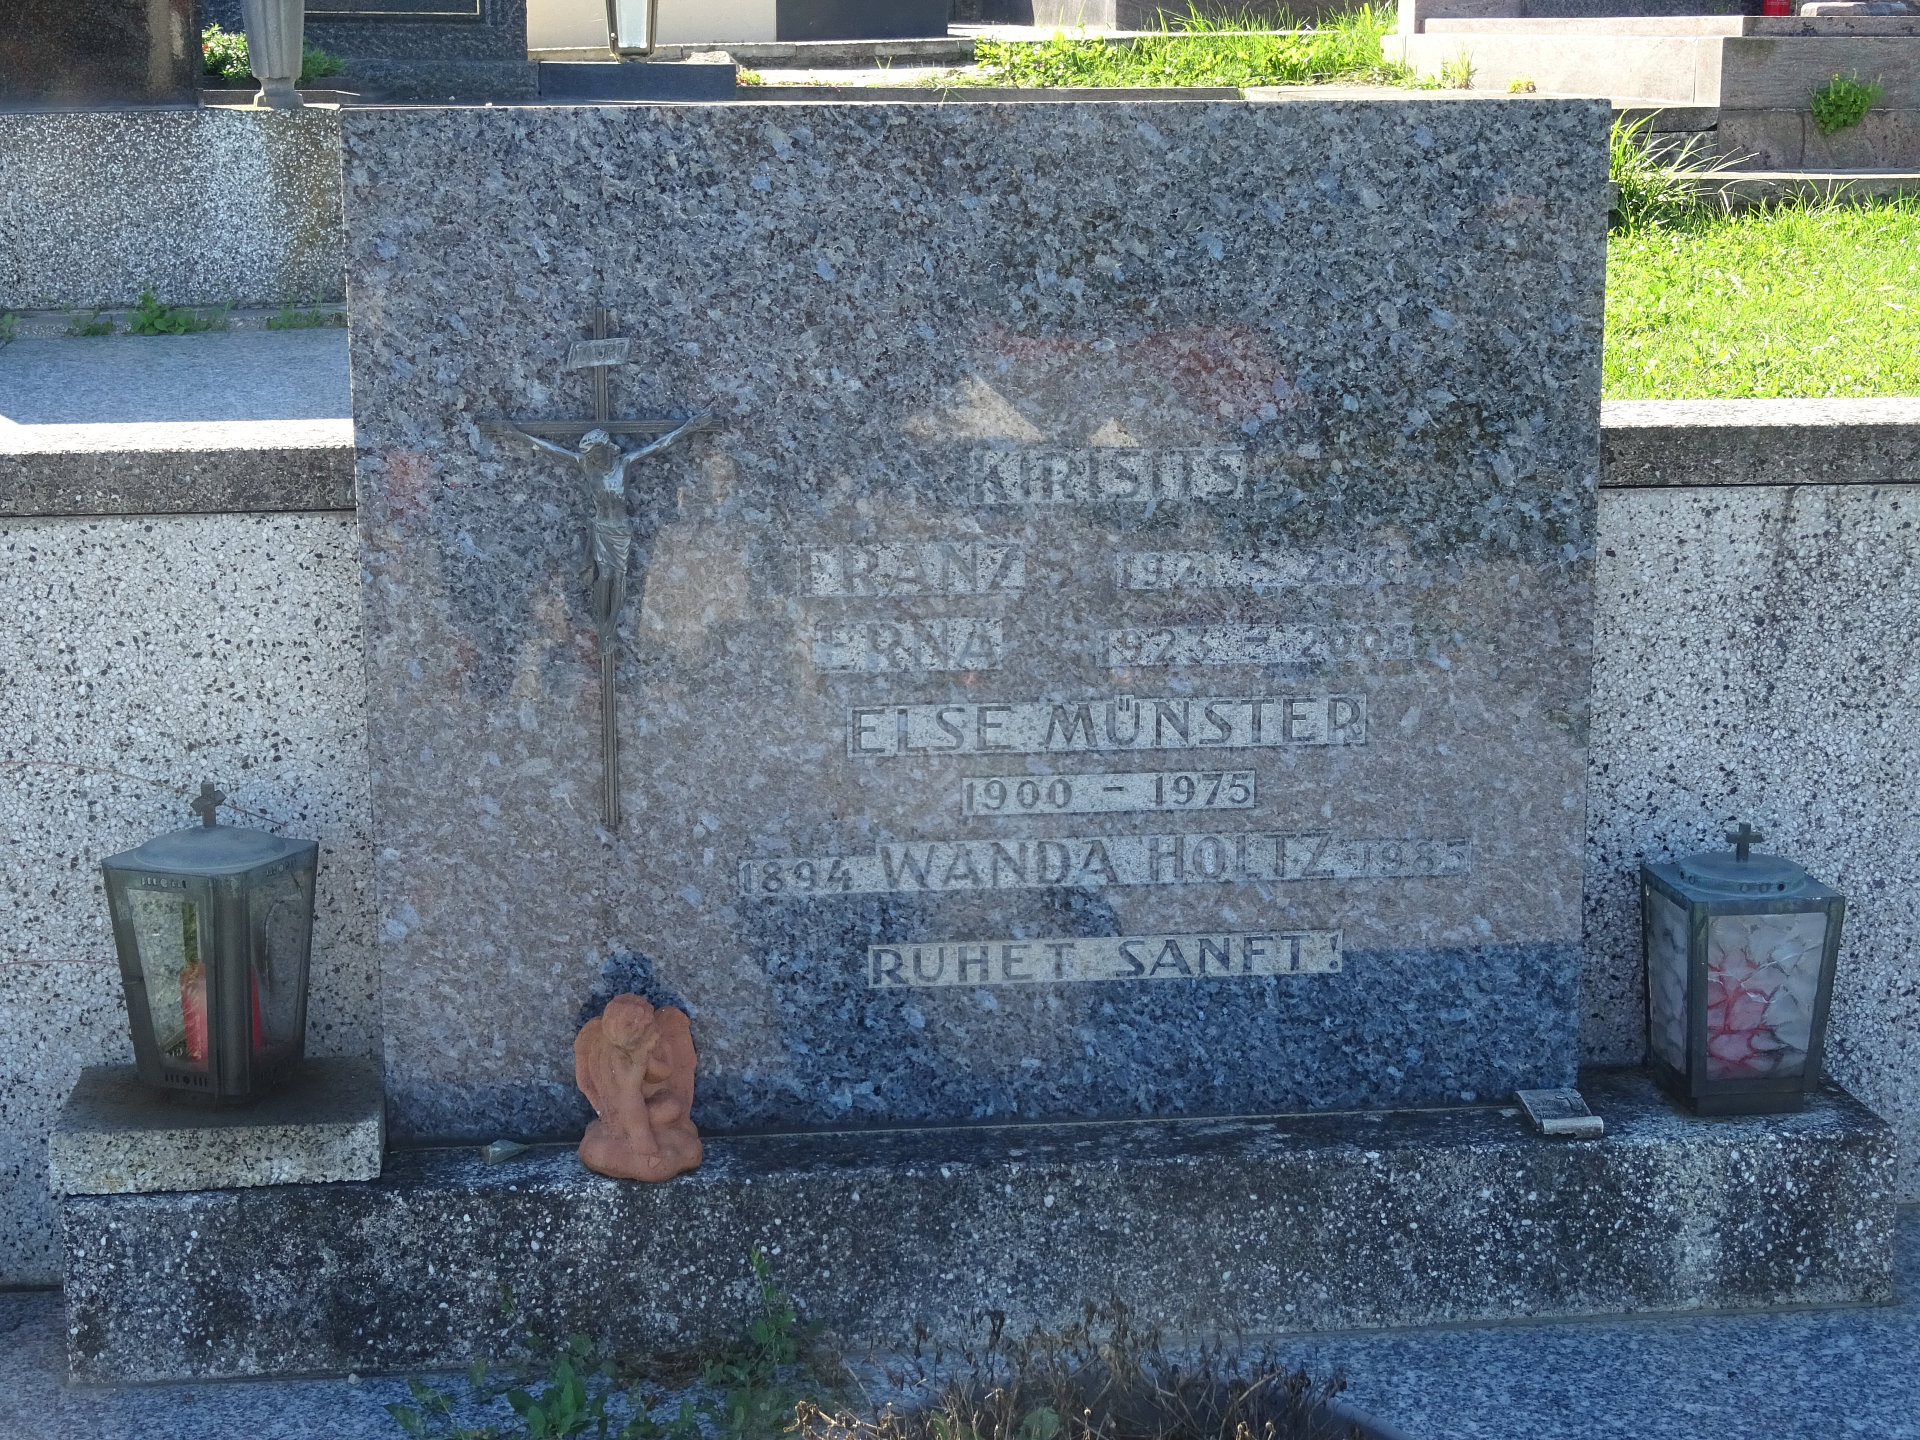 KIRISITS
FRANZ
ERNA
ELSE MÜNSTER
1900 – 1975
1894 WANDA HOLTZ 1985
RUHET SANFT!